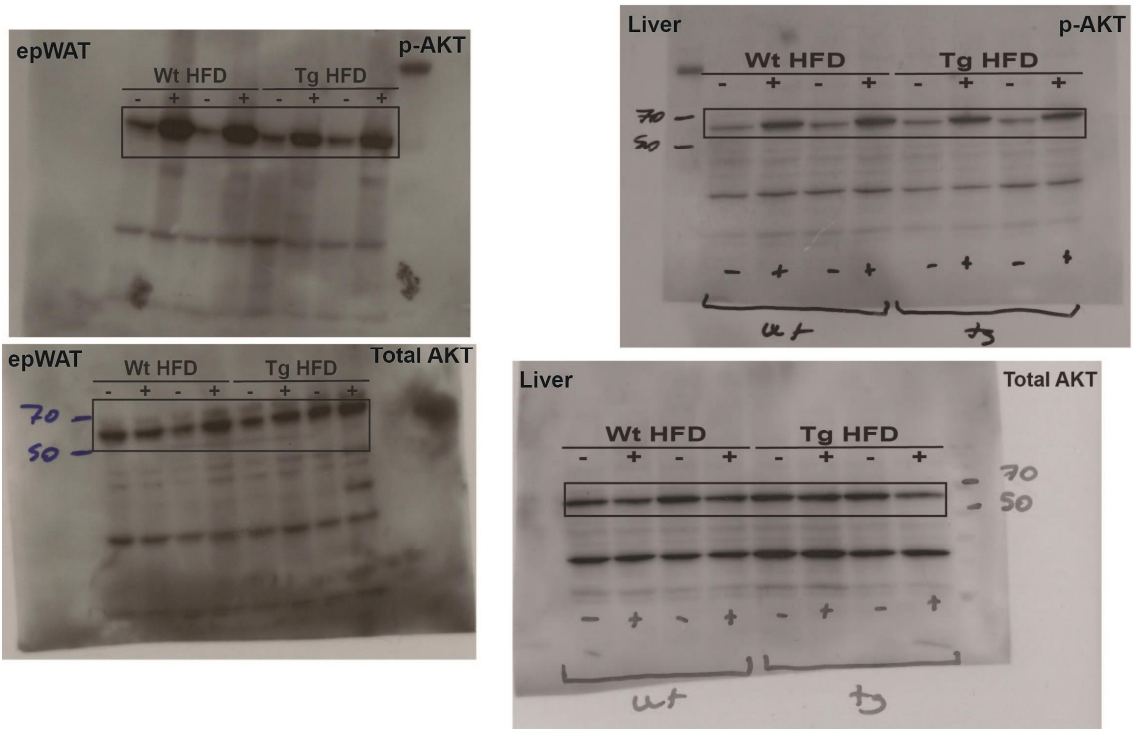 epWAT p-AKT
Wt HFD Tg HFD
- + - + - + - +
Liver p-AKT
Wt HFD Tg HFD
- + - + - + - +
70 -
50 -
- + - + - + - +
wt tg
epWAT Total AKT
Wt HFD Tg HFD
- + - + - + - +
70 -
50 -
Liver Total AKT
Wt HFD Tg HFD
- + - + - + - +
- 70
- 50
- + - + - + - +
wt tg